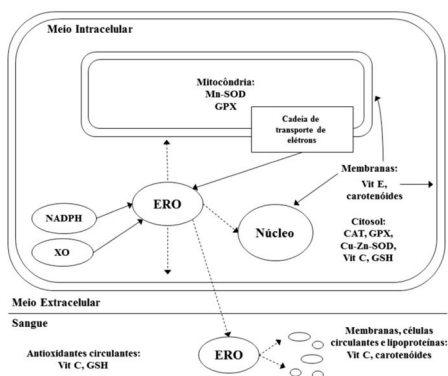 Meio Intracelular
Mitocôndria:
Mn-SOD
GPX
Cadeia de
transporte de
elétrons
Membranas:
Vit E,
carotenóides
NADPH
ERO
Núcleo
XO
Citosol:
CAT, GPX,
Cu-Zn-SOD,
Vit C, GSH
Meio Extracelular
Sangue
Antioxidantes circulantes:
Vit C, GSH
ERO
Membranas, células
circulantes e lipoproteínas:
Vit C, carotenóides